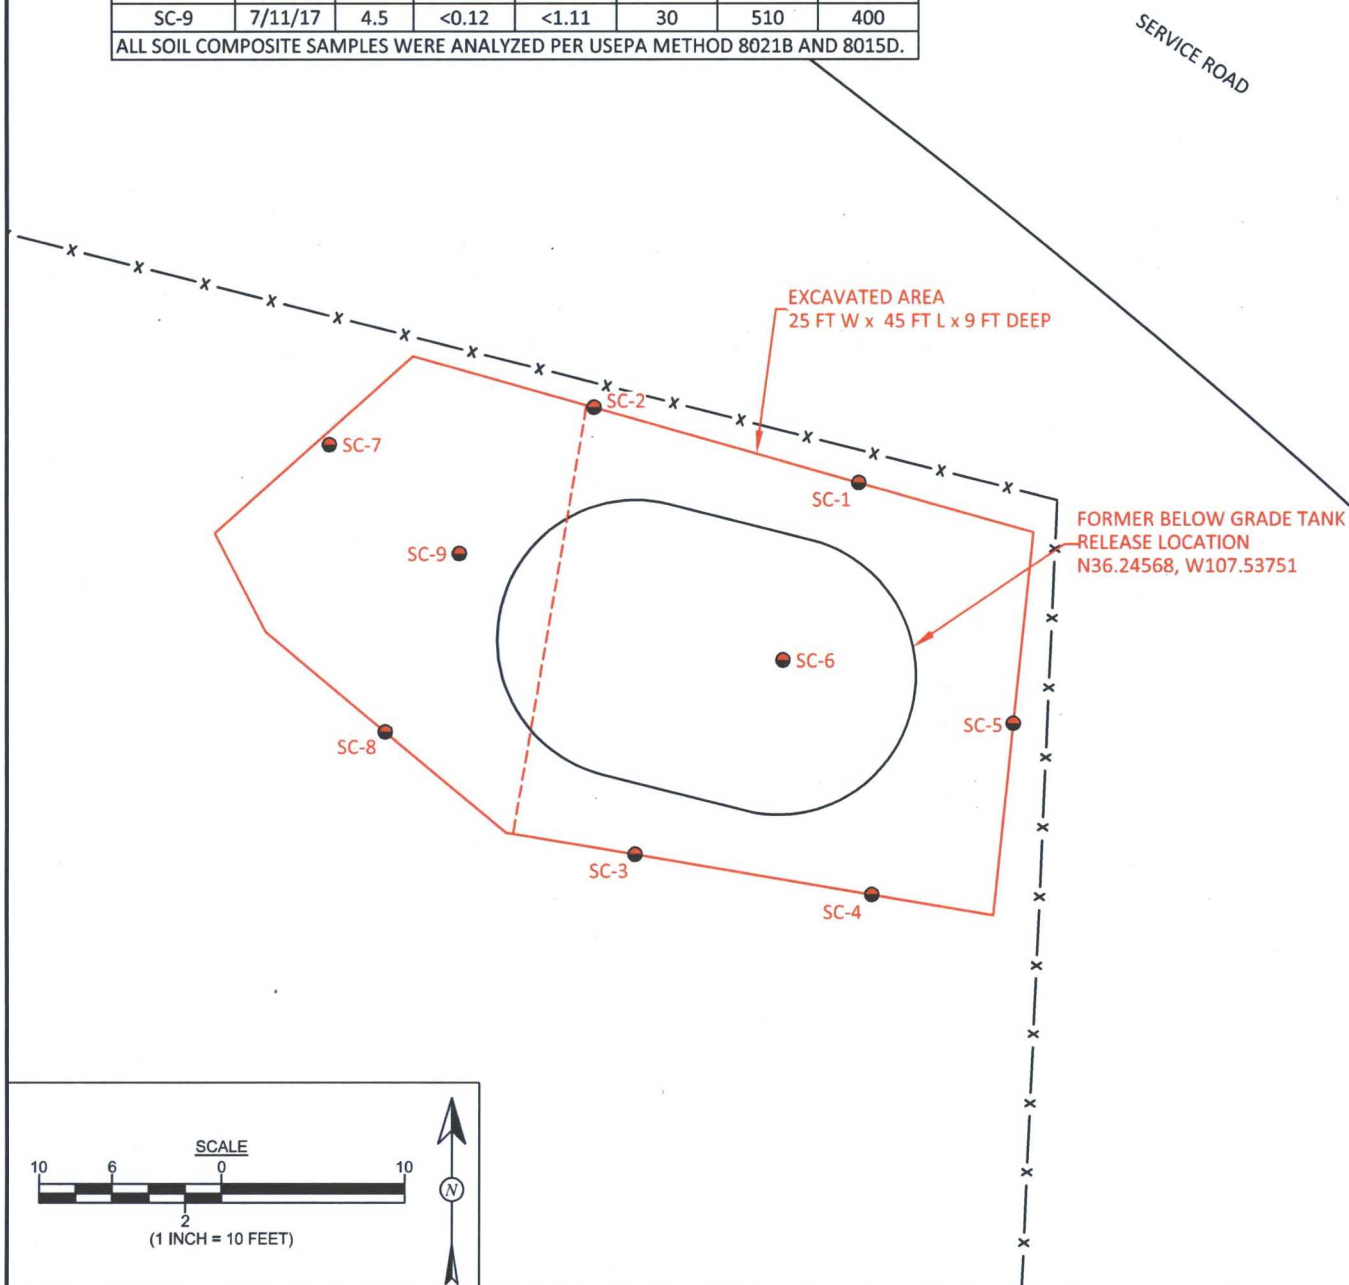 SC-9 7/11/17 4.5 <0.12 <1.11 30 510 400
ALL SOIL COMPOSITE SAMPLES WERE ANALYZED PER USEPA METHOD 8021B AND 8015D.
SERVICE ROAD
EXCAVATED AREA
25 FT W x 45 FT L x 9 FT DEEP
SC-2
SC-7
SC-1
FORMER BELOW GRADE TANK
RELEASE LOCATION
N36.24568, W107.53751
SC-9
SC-6
SC-5
SC-8
SC-3
SC-4
SCALE
10 6 0 10
2
(1 INCH = 10 FEET)
N